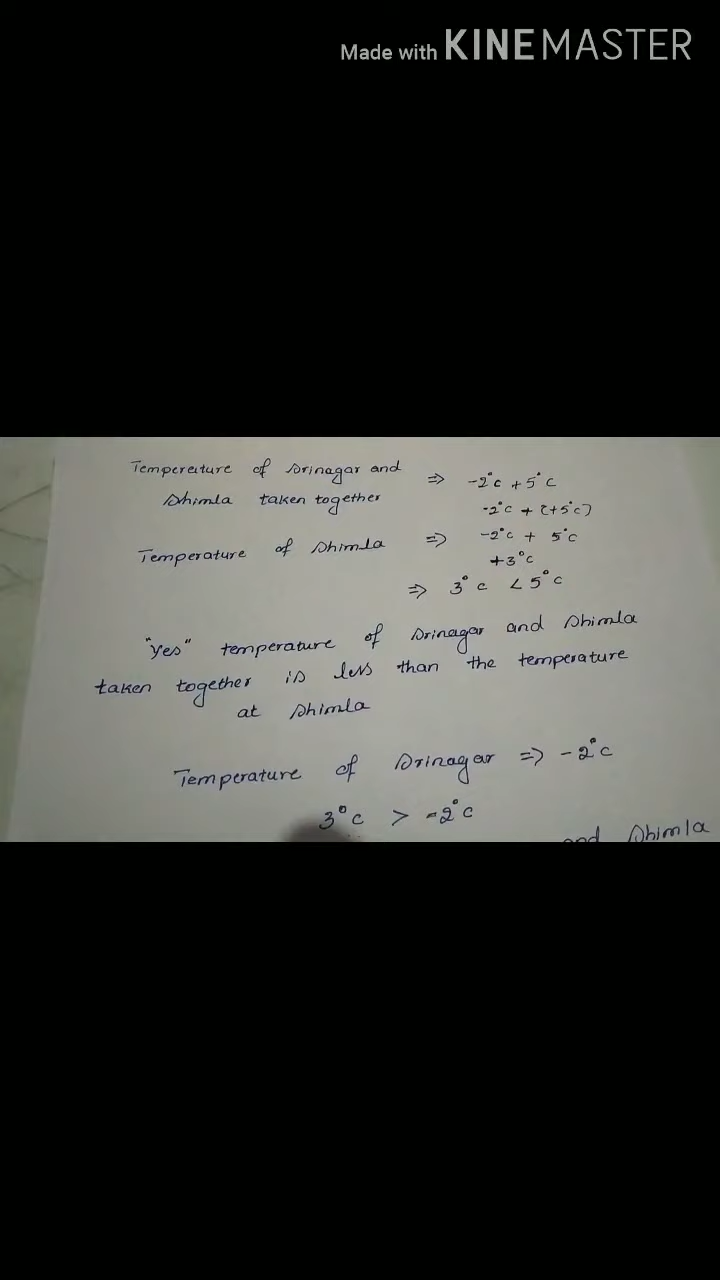 Made with KINEMASTER
Temperature of Srinagar and ⇒ -2°c + 5°c
Shimla taken together -2°c + (+5°c)
Temperature of Shimla ⇒ -2°c + 5°c
+3°c
⇒ 3°c < 5°c
"yes" temperature of Srinagar and Shimla
taken together is less than the temperature
at Shimla
Temperature of Srinagar ⇒ -2°c
3°c > -2°c
and Shimla